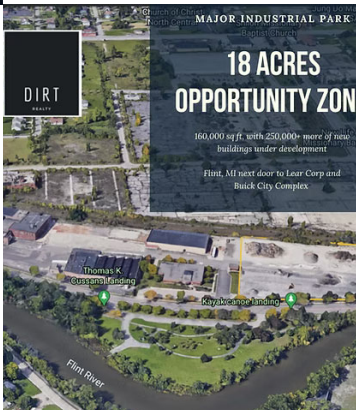 MAJOR INDUSTRIAL PARK
Church of Christ
North Centra
Baptist Church
DIRT
REALTY
18 ACRES
OPPORTUNITY ZON
160,000 sq ft, with 250,000+ more of new
buildings under development
Flint, MI next door to Lear Corp and
Buick City Complex
Thomas K
Cussans Landing
Kayak/canoe landing
Flint River